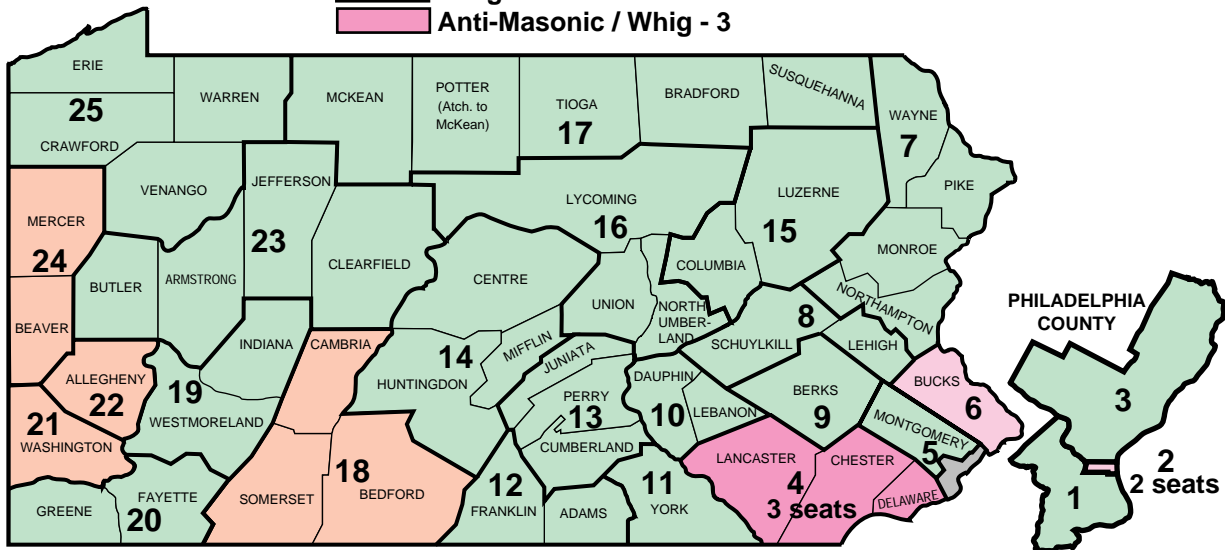 Anti-Masonic / Whig - 3
ERIE
25
CRAWFORD
WARREN
MCKEAN
POTTER
(Atch. to
McKean)
TIOGA
17
BRADFORD
SUSQUEHANNA
WAYNE
7
PIKE
MERCER
24
VENANGO
JEFFERSON
23
CLEARFIELD
LYCOMING
16
LUZERNE
15
MONROE
BEAVER
BUTLER
ARMSTRONG
CENTRE
UNION
COLUMBIA
NORTH
UMBER-
LAND
NORTHAMPTON
8
LEHIGH
SCHUYLKILL
PHILADELPHIA
COUNTY
3
INDIANA
CAMBRIA
14
HUNTINGDON
MIFFLIN
JUNIATA
ALLEGHENY
22
19
WESTMORELAND
21
WASHINGTON
PERRY
13
CUMBERLAND
DAUPHIN
10
LEBANON
BERKS
9
BUCKS
6
MONTGOMERY
5
GREENE
FAYETTE
20
SOMERSET
18
BEDFORD
12
FRANKLIN
ADAMS
11
YORK
LANCASTER
4
3 seats
CHESTER
DELAWARE
2
2 seats
1